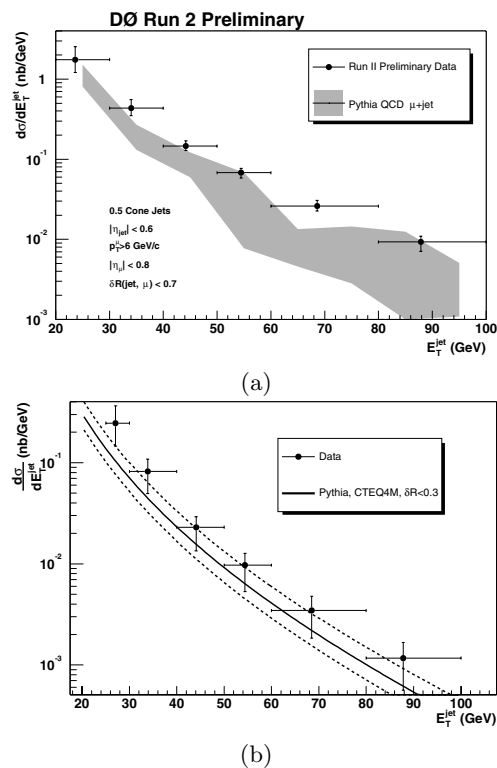 DØ Run 2 Preliminary
dσ/dE_T^jet (nb/GeV)
Run II Preliminary Data
Pythia QCD μ+jet
1
10^-1
10^-2
10^-3
0.5 Cone Jets
|η_jet| < 0.6
p_T^μ>6 GeV/c
|η_μ| < 0.8
δR(jet, μ) < 0.7
20 30 40 50 60 70 80 90 100
E_T^jet (GeV)
(a)
dσ/dE_T^jet (nb/GeV)
Data
Pythia, CTEQ4M, δR<0.3
10^-1
10^-2
10^-3
20 30 40 50 60 70 80 90 100
E_T^jet (GeV)
(b)